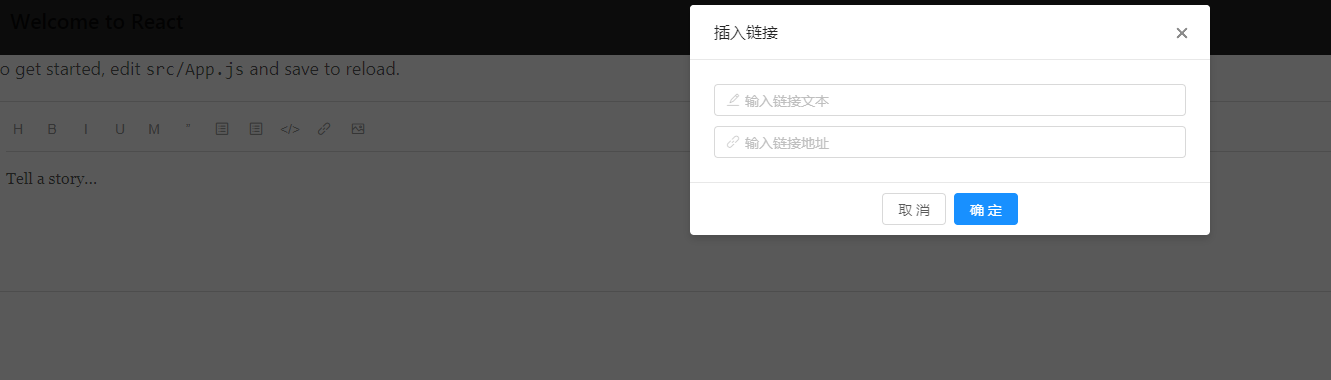 Welcome to React
o get started, edit src/App.js and save to reload.
H B I U M " </>
Tell a story...
插入链接
输入链接文本
输入链接地址
取 消 确 定